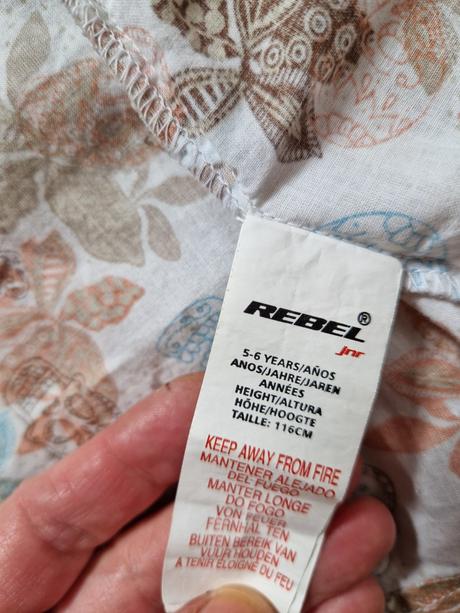 REBEL®
jnr
5-6 YEARS/AÑOS
ANOS/JAHRE/JAREN
ANNÉES
HEIGHT/ALTURA
HÖHE/HOOGTE
TAILLE: 116CM
KEEP AWAY FROM FIRE
MANTENER ALEJADO
DEL FUEGO
MANTER LONGE
DO FOGO
VON FEUER
FERNHALTEN
BUITEN BEREIK VAN
VUUR HOUDEN
A TENIR ÉLOIGNÉ DU FEU